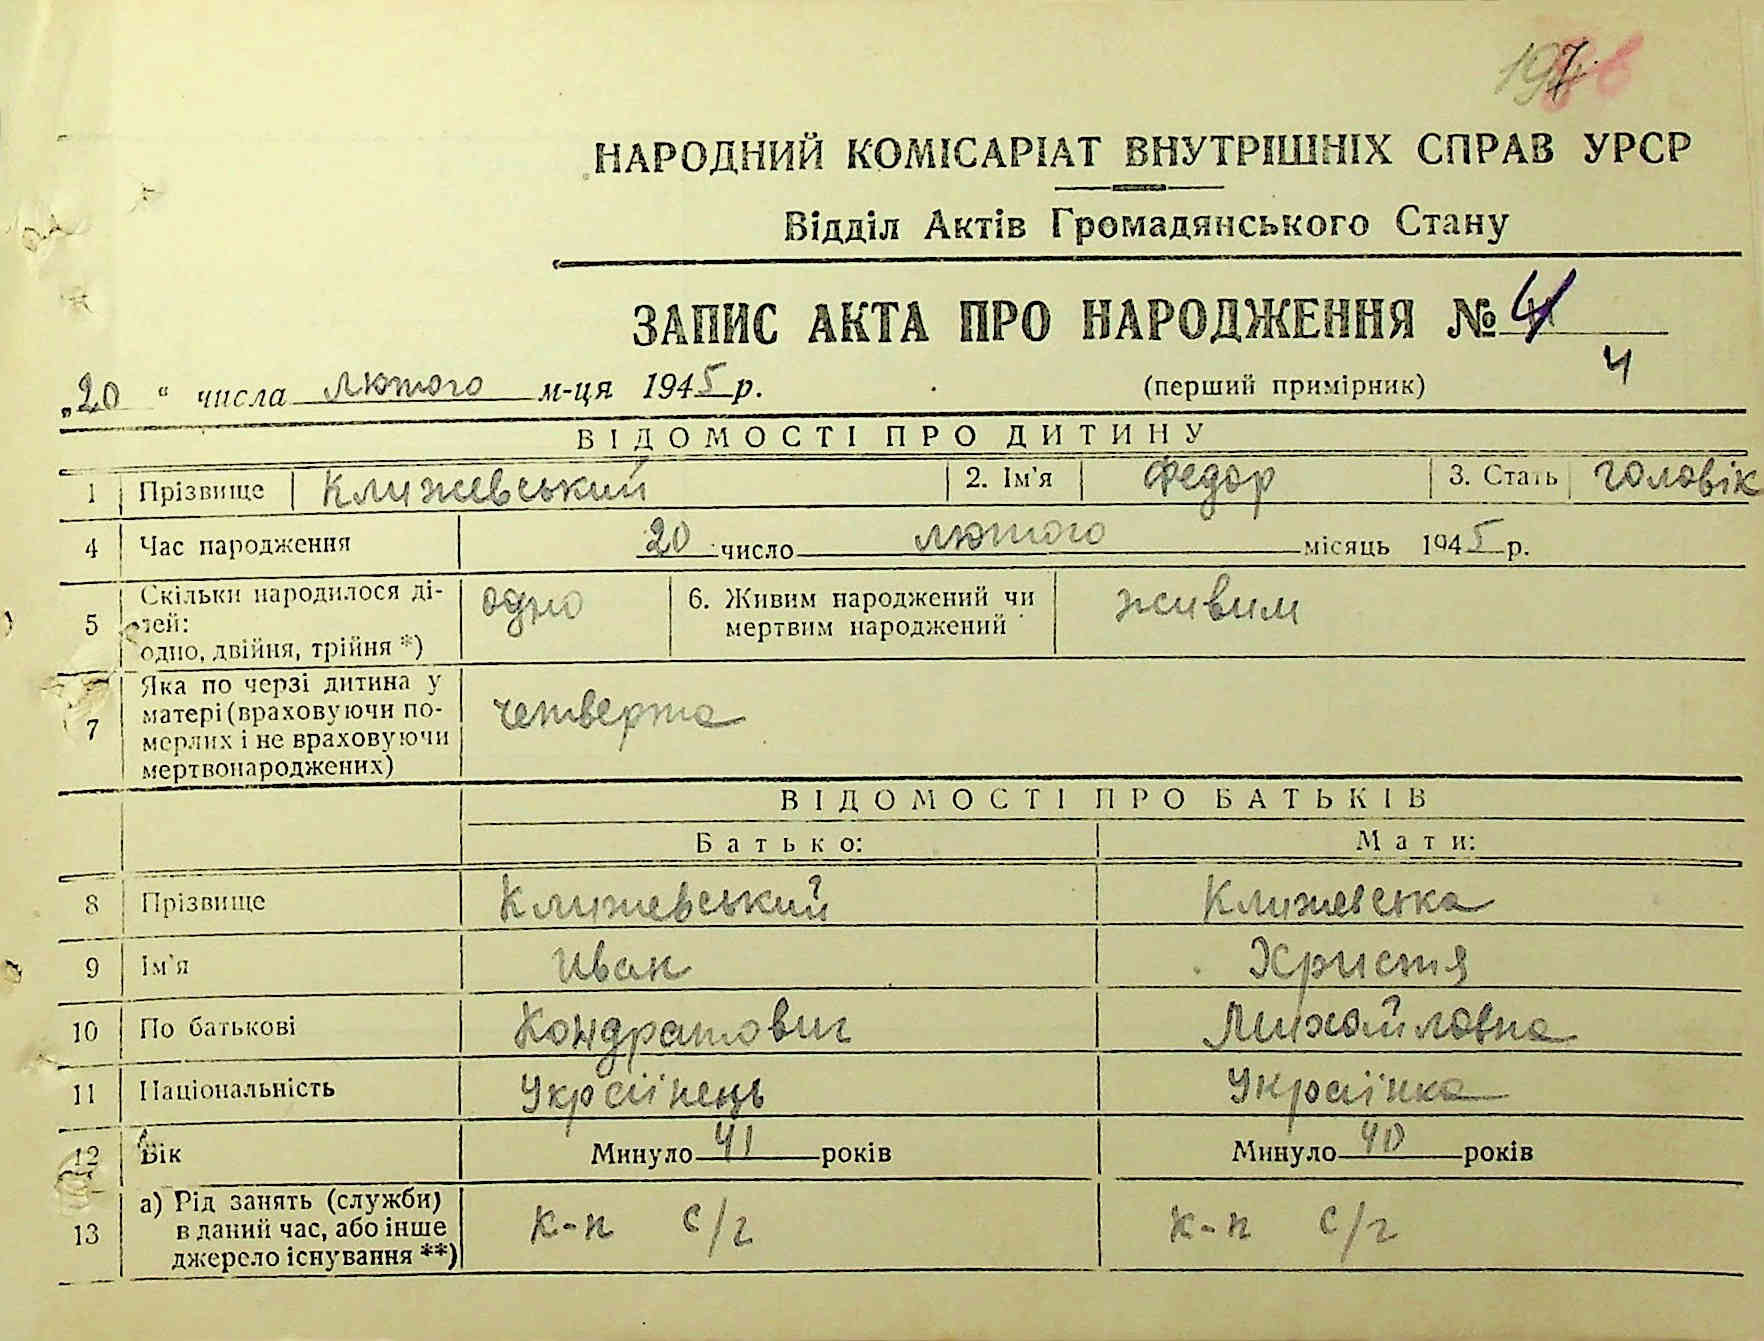 197
НАРОДНИЙ КОМІСАРІАТ ВНУТРІШНІХ СПРАВ УРСР
Відділ Актів Громадянського Стану
ЗАПИС АКТА ПРО НАРОДЖЕННЯ № 4
4
„20 “ числа лютого м-ця 1945 р. (перший примірник)
ВІДОМОСТІ ПРО ДИТИНУ
1 Прізвище Клижевський 2. Ім'я Федор 3. Стать головік
4 Час народження 20 число лютого місяць 1945 р.
5 Скільки народилося дітей: одно, двійня, трійня *) одно 6. Живим народжений чи мертвим народжений живим
7 Яка по черзі дитина у матері (враховуючи померлих і не враховуючи мертвонароджених) четверта
ВІДОМОСТІ ПРО БАТЬКІВ
Батько: Мати:
8 Прізвище Клижевський Клижевська
9 Ім'я Иван Христя
10 По батькові Кондратович Михайловна
11 Національність Українець Українка
12 Вік Минуло 41 років Минуло 40 років
13 а) Рід занять (служби) в даний час, або інше джерело існування **) к-п с/г к-п с/г